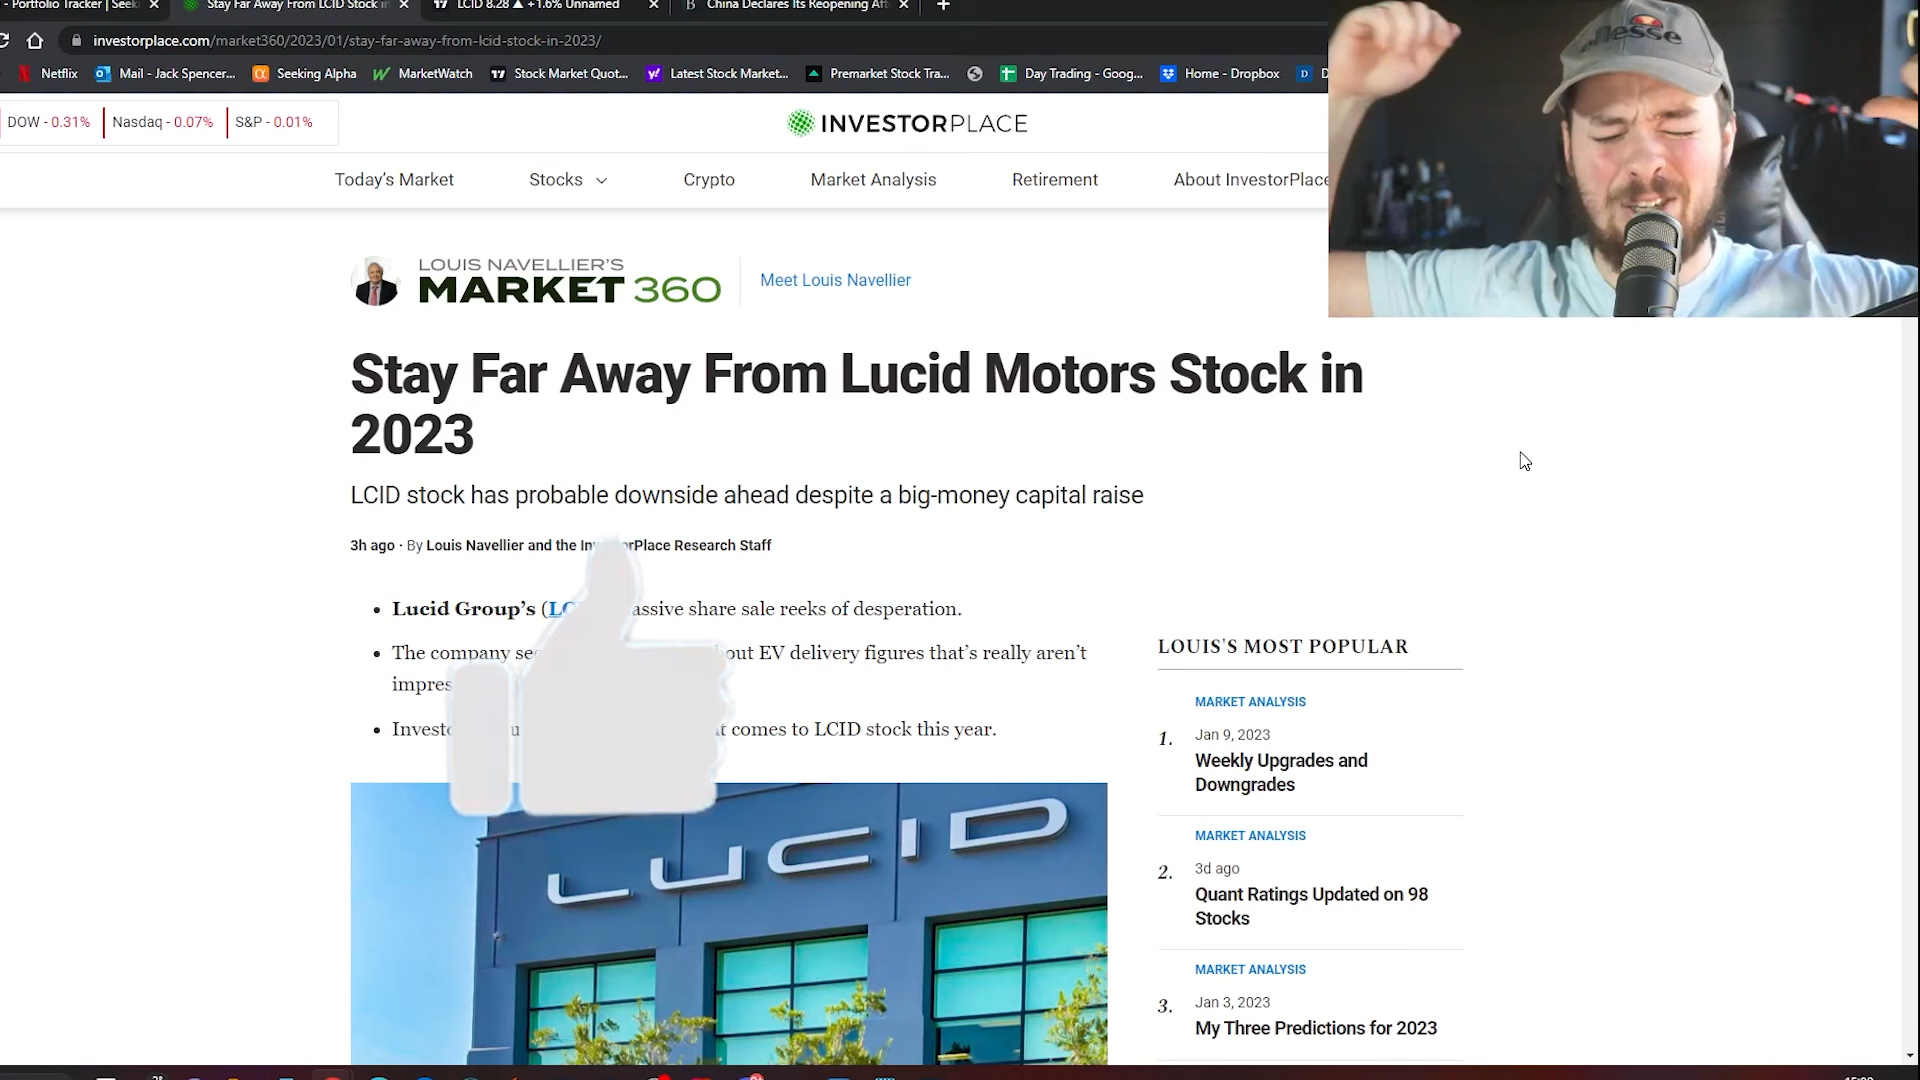 - Portfolio Tracker | Seek
Stay Far Away From LCID Stock in
LCID 8.28 ▲ +1.6% Unnamed
China Declares Its Reopening Aft
investorplace.com/market360/2023/01/stay-far-away-from-lcid-stock-in-2023/
Netflix
Mail - Jack Spencer...
Seeking Alpha
MarketWatch
Stock Market Quot...
Latest Stock Market...
Premarket Stock Tra...
Day Trading - Goog...
Home - Dropbox
DOW - 0.31%
Nasdaq - 0.07%
S&P - 0.01%
INVESTORPLACE
ellesse
Today's Market
Stocks
Crypto
Market Analysis
Retirement
About InvestorPlace
LOUIS NAVELLIER'S
MARKET 360
Meet Louis Navellier
Stay Far Away From Lucid Motors Stock in
2023
LCID stock has probable downside ahead despite a big-money capital raise
3h ago · By Louis Navellier and the Research Staff
• Lucid Group's ( share sale reeks of desperation.
• The company EV delivery figures that's really aren't
• comes to LCID stock this year.
LUCID
LOUIS'S MOST POPULAR
MARKET ANALYSIS
1.
Jan 9, 2023
Weekly Upgrades and
Downgrades
MARKET ANALYSIS
2.
3d ago
Quant Ratings Updated on 98
Stocks
MARKET ANALYSIS
3.
Jan 3, 2023
My Three Predictions for 2023